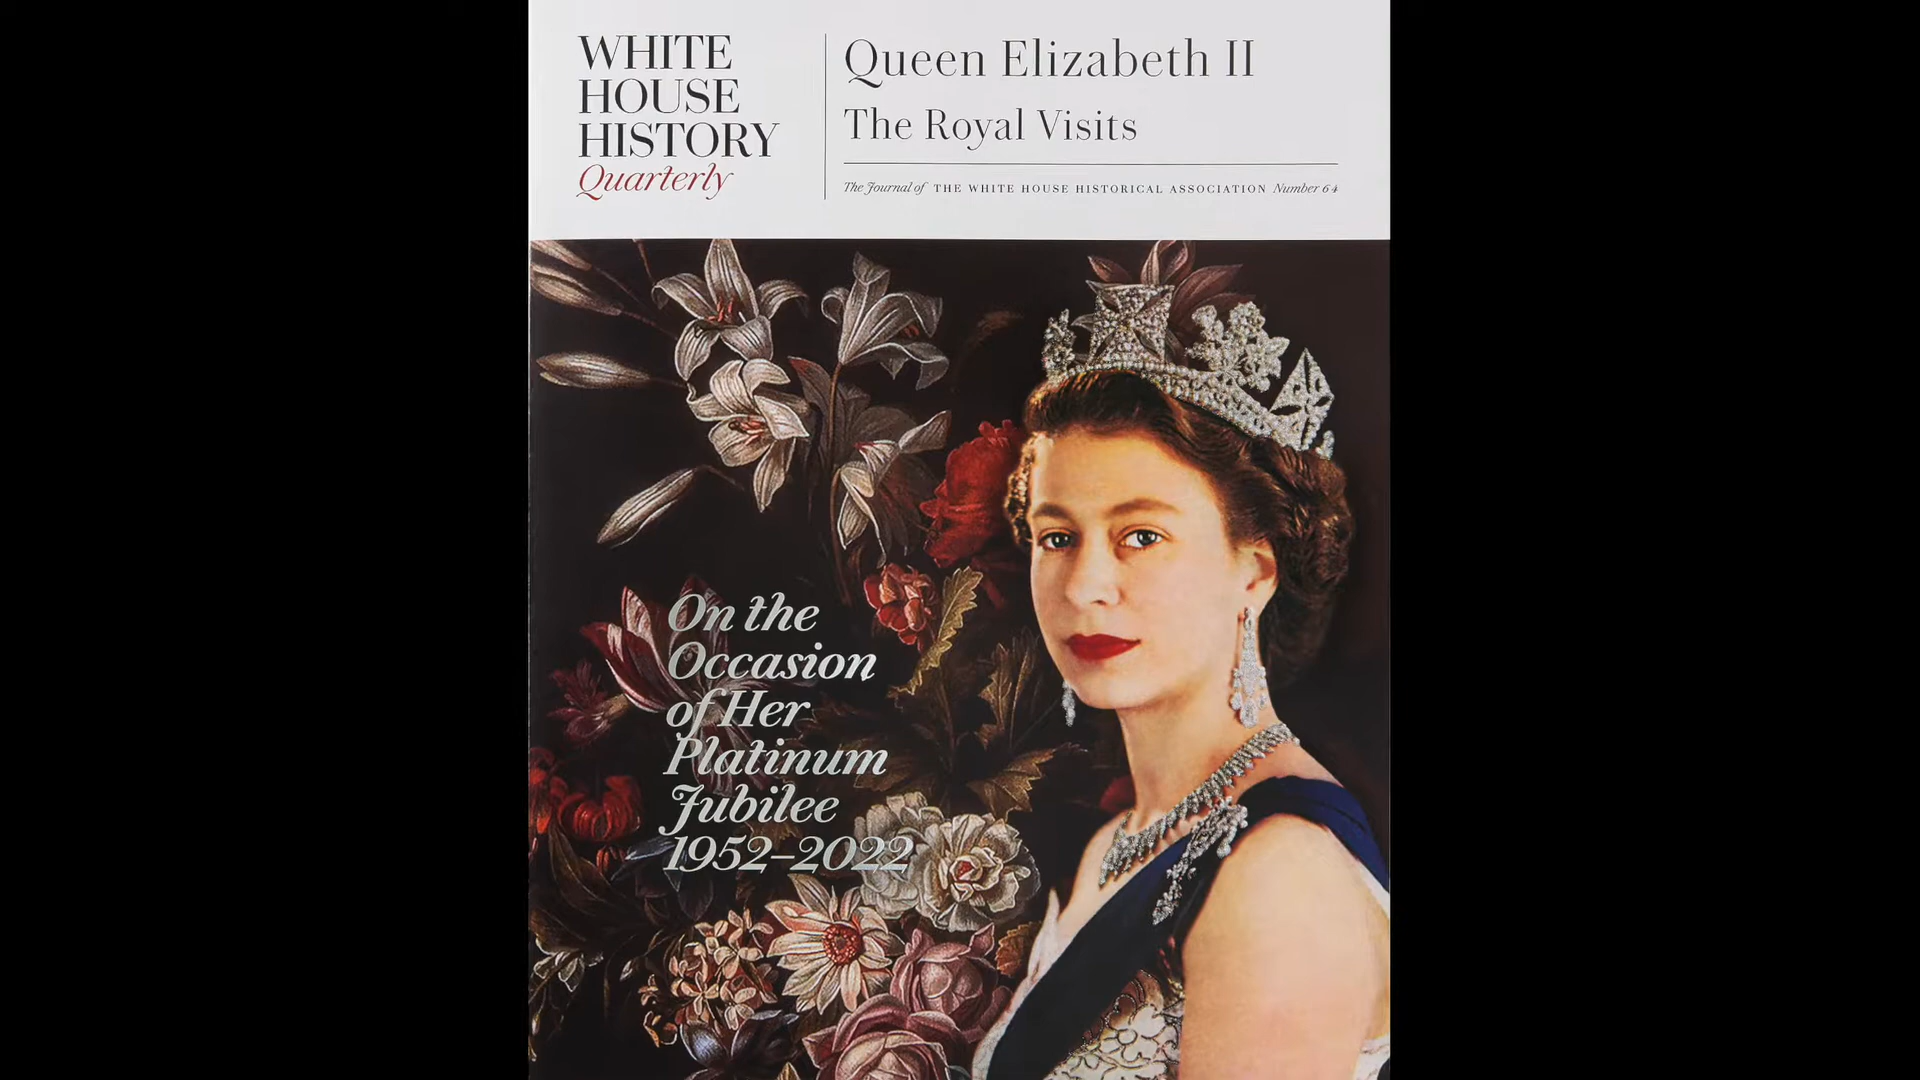 WHITE
HOUSE
HISTORY
Quarterly
Queen Elizabeth II
The Royal Visits
The Journal of THE WHITE HOUSE HISTORICAL ASSOCIATION Number 64
On the
Occasion
of Her
Platinum
Jubilee
1952–2022